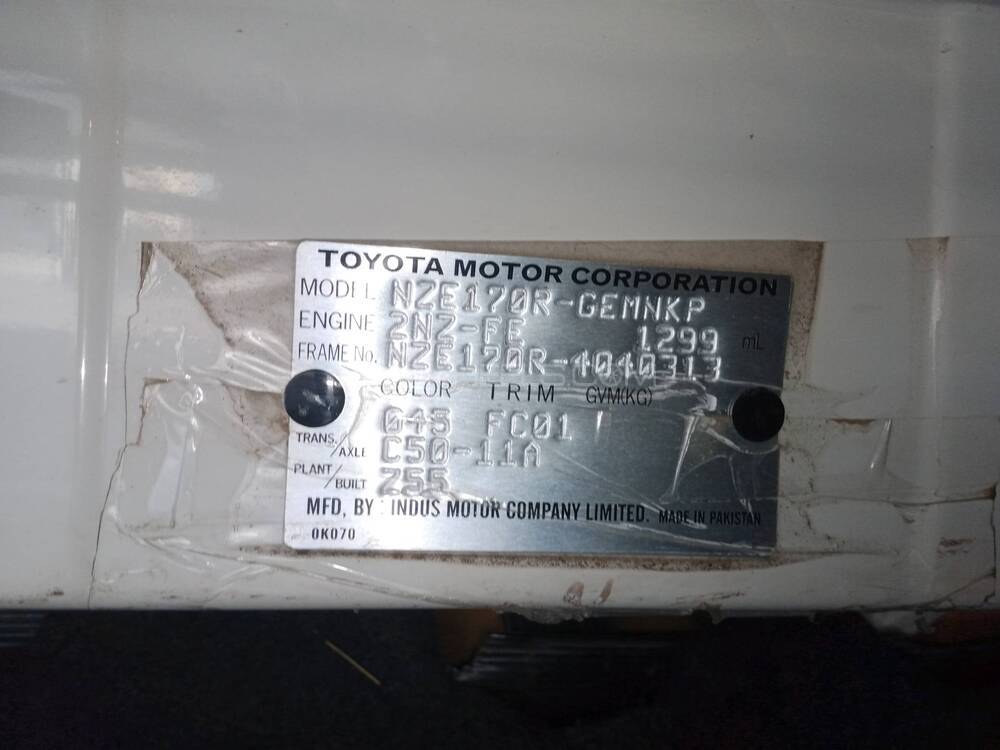 TOYOTA MOTOR CORPORATION
MODEL NZE170R-GEMNKP
ENGINE 2NZ-FE 1299 mL
FRAME No. NZE170R-4040313
COLOR TRIM GVM(KG)
FC01
TRANS./AXLE C50-11A
PLANT/BUILT Z55
MFD, BY : INDUS MOTOR COMPANY LIMITED. MADE IN PAKISTAN
0K070